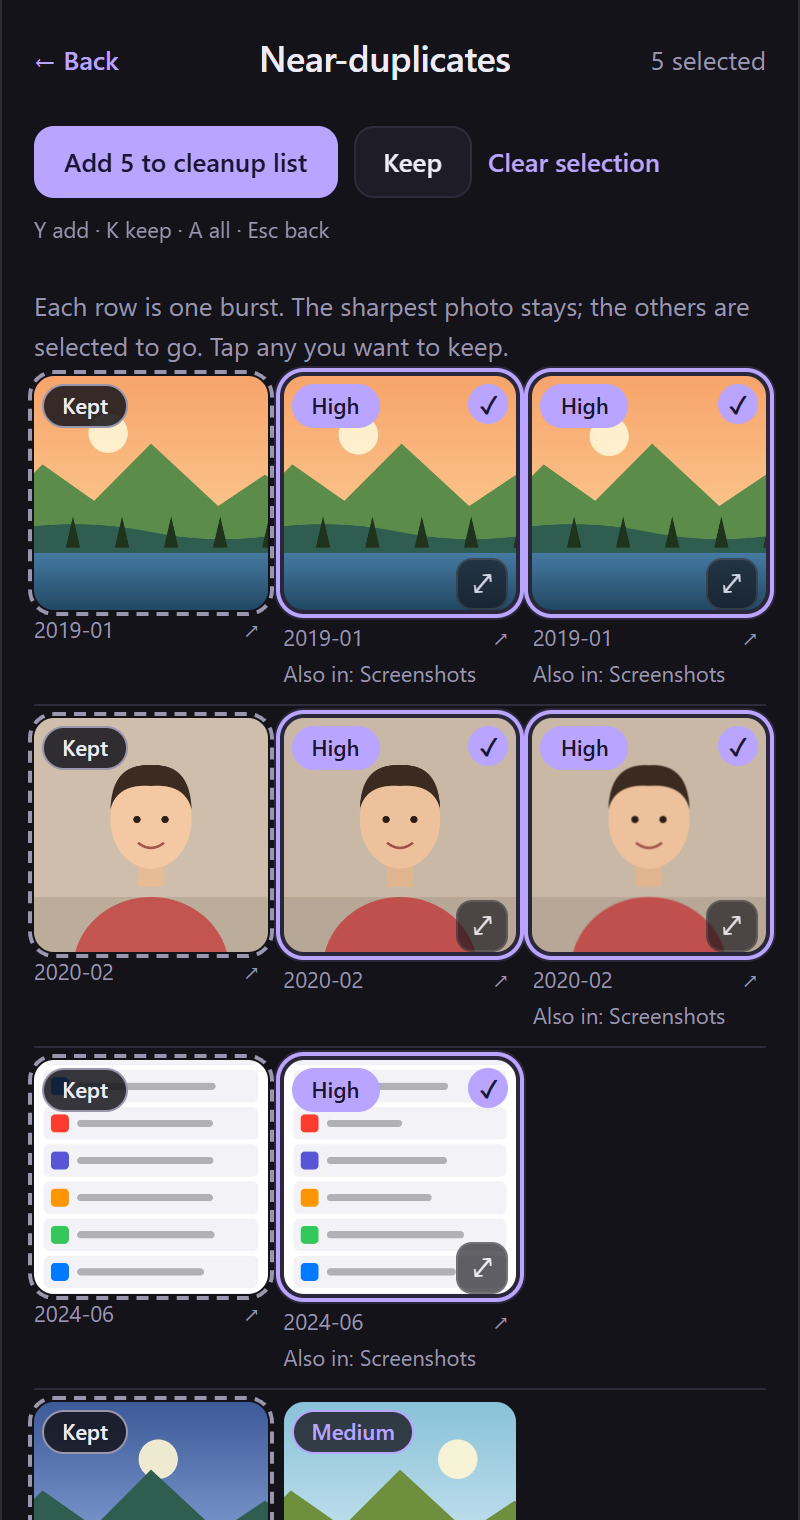 ← Back
Near-duplicates
5 selected
Add 5 to cleanup list
Keep
Clear selection
Y add · K keep · A all · Esc back
Each row is one burst. The sharpest photo stays; the others are
selected to go. Tap any you want to keep.
Kept
High ✓
High ✓
2019-01 ↗
2019-01 ↗
2019-01 ↗
Also in: Screenshots
Also in: Screenshots
Kept
High ✓
High ✓
2020-02 ↗
2020-02 ↗
2020-02 ↗
Also in: Screenshots
Kept
High ✓
2024-06 ↗
2024-06 ↗
Also in: Screenshots
Kept
Medium